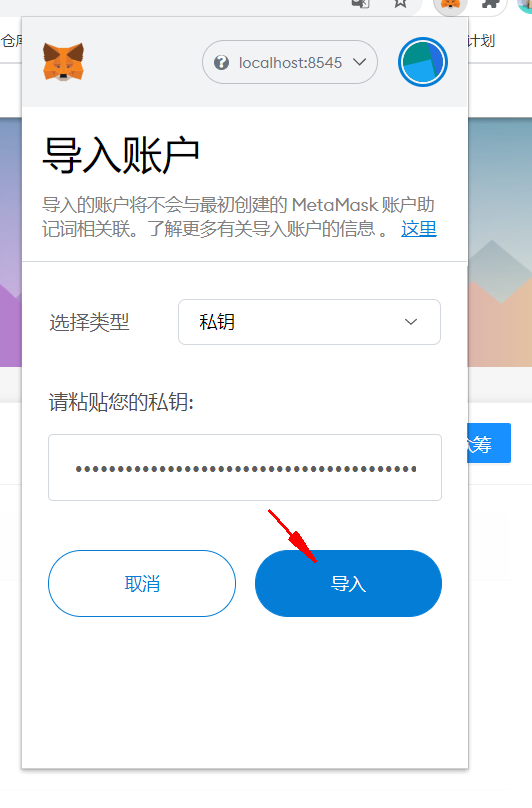 仓库
计划
localhost:8545
导入账户
导入的账户将不会与最初创建的 MetaMask 账户助
记词相关联。了解更多有关导入账户的信息 。 这里
选择类型
私钥
请粘贴您的私钥:
众筹
取消
导入